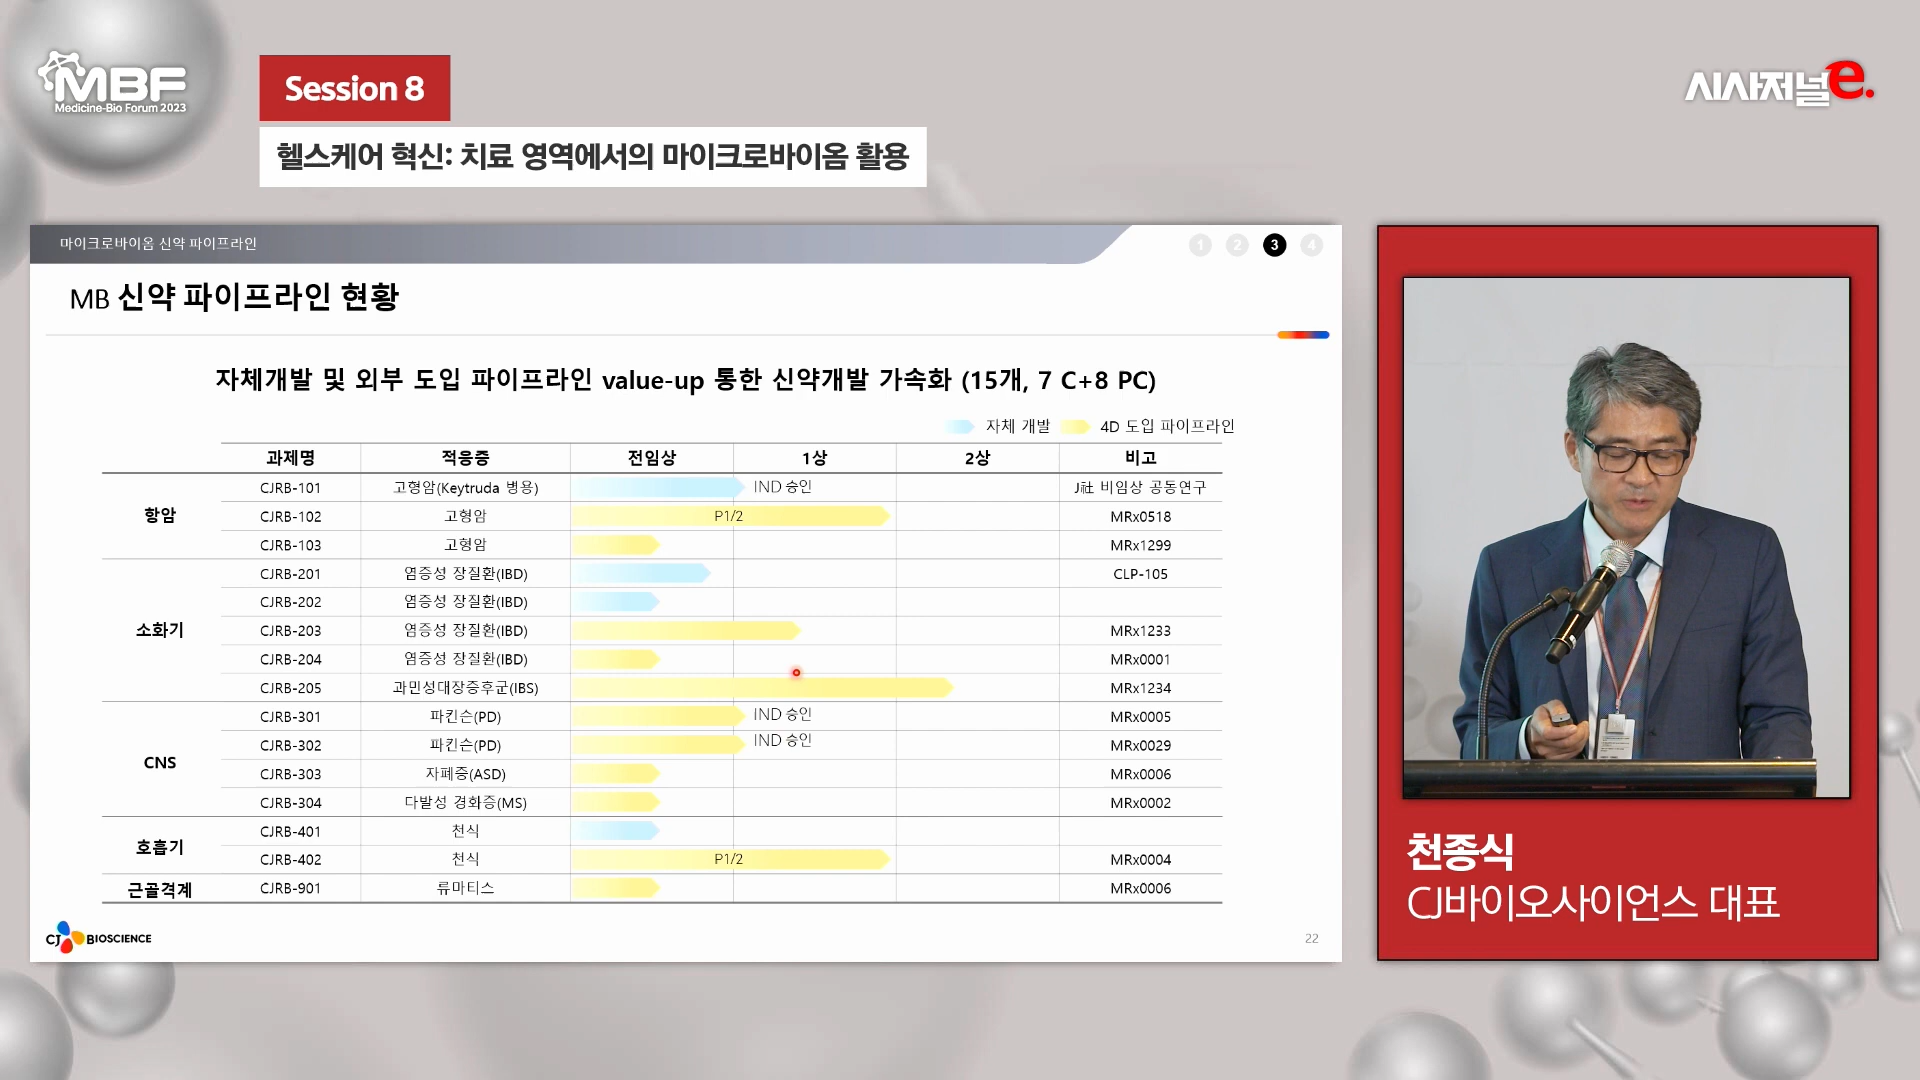 MBF
Medicine-Bio Forum 2023
Session 8
헬스케어 혁신: 치료 영역에서의 마이크로바이옴 활용
시사저널e.
마이크로바이옴 신약 파이프라인
1 2 3 4
MB 신약 파이프라인 현황
자체개발 및 외부 도입 파이프라인 value-up 통한 신약개발 가속화 (15개, 7 C+8 PC)
자체 개발 4D 도입 파이프라인
과제명 적응증 전임상 1상 2상 비고
항암
CJRB-101 고형암(Keytruda 병용) IND 승인 J社 비임상 공동연구
CJRB-102 고형암 P1/2 MRx0518
CJRB-103 고형암 MRx1299
소화기
CJRB-201 염증성 장질환(IBD) CLP-105
CJRB-202 염증성 장질환(IBD)
CJRB-203 염증성 장질환(IBD) MRx1233
CJRB-204 염증성 장질환(IBD) MRx0001
CJRB-205 과민성대장증후군(IBS) MRx1234
CNS
CJRB-301 파킨슨(PD) IND 승인 MRx0005
CJRB-302 파킨슨(PD) IND 승인 MRx0029
CJRB-303 자폐증(ASD) MRx0006
CJRB-304 다발성 경화증(MS) MRx0002
호흡기
CJRB-401 천식
CJRB-402 천식 P1/2 MRx0004
근골격계
CJRB-901 류마티스 MRx0006
CJ BIOSCIENCE
22
천종식
CJ바이오사이언스 대표